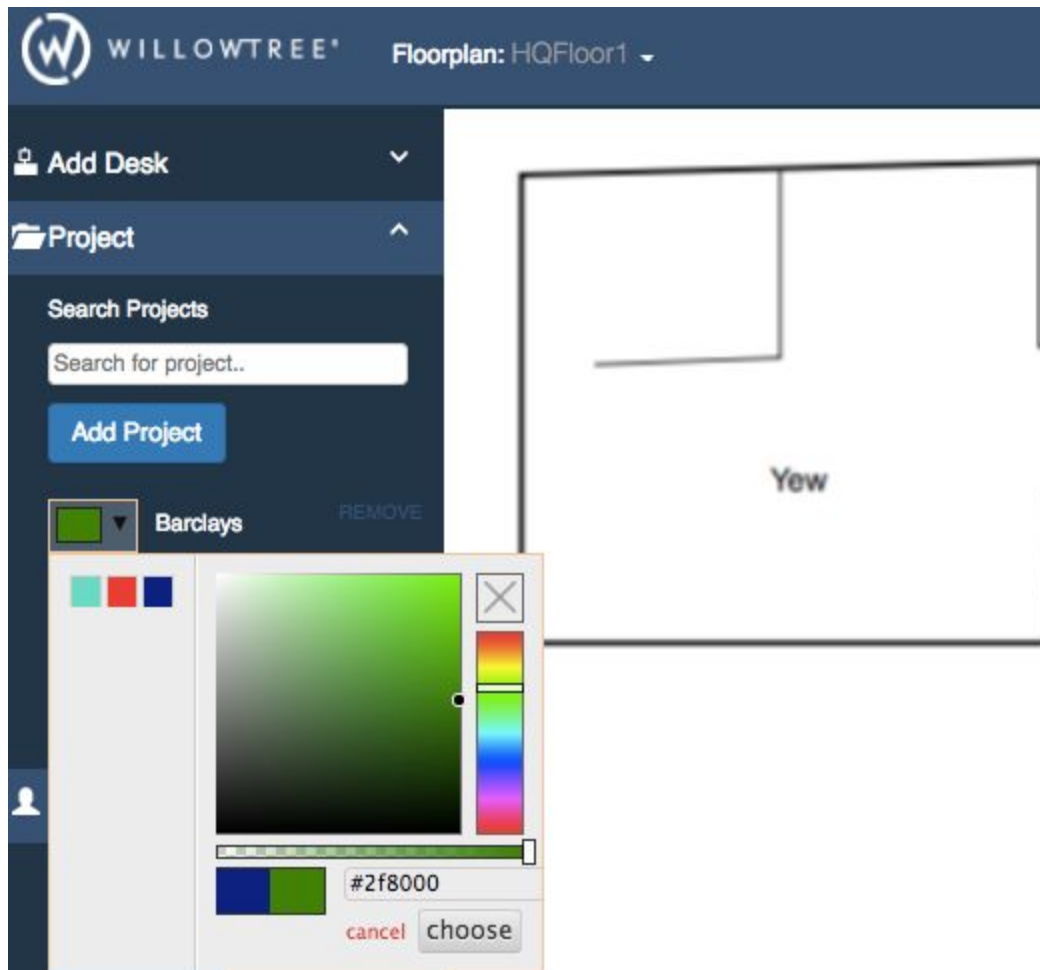 WILLOWTREE®
Floorplan: HQFloor1
Add Desk
Project
Search Projects
Search for project..
Add Project
Barclays
REMOVE
Yew
#2f8000
cancel
choose